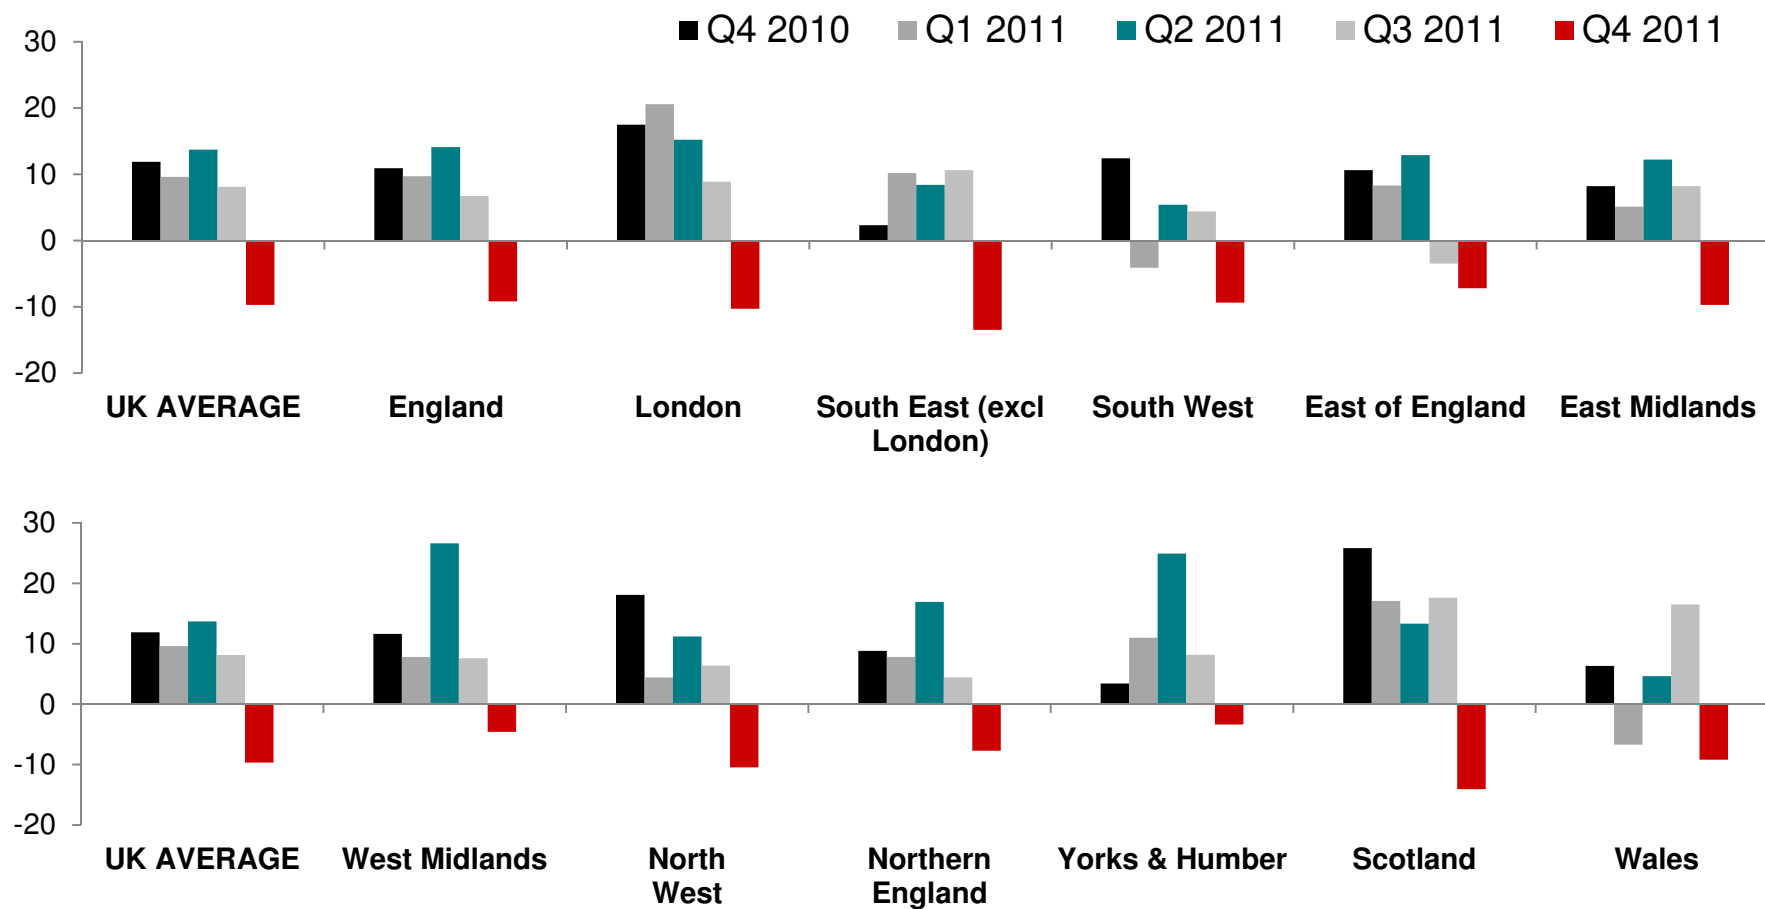 Q4 2010 Q1 2011 Q2 2011 Q3 2011 Q4 2011
30
20
10
0
-10
-20
UK AVERAGE England London South East (excl South West East of England East Midlands
London)
30
20
10
0
-10
-20
UK AVERAGE West Midlands North Northern Yorks & Humber Scotland Wales
West England